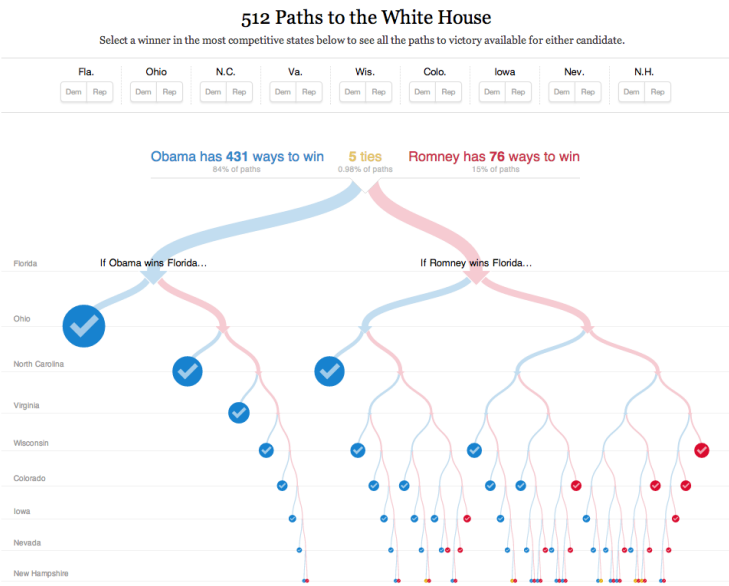 512 Paths to the White House
Select a winner in the most competitive states below to see all the paths to victory available for either candidate.
Fla. Ohio N.C. Va. Wis. Colo. Iowa Nev. N.H.
Dem Rep Dem Rep Dem Rep Dem Rep Dem Rep Dem Rep Dem Rep Dem Rep Dem Rep
Obama has 431 ways to win 5 ties Romney has 76 ways to win
84% of paths 0.98% of paths 15% of paths
Florida If Obama wins Florida... If Romney wins Florida...
Ohio
North Carolina
Virginia
Wisconsin
Colorado
Iowa
Nevada
New Hampshire